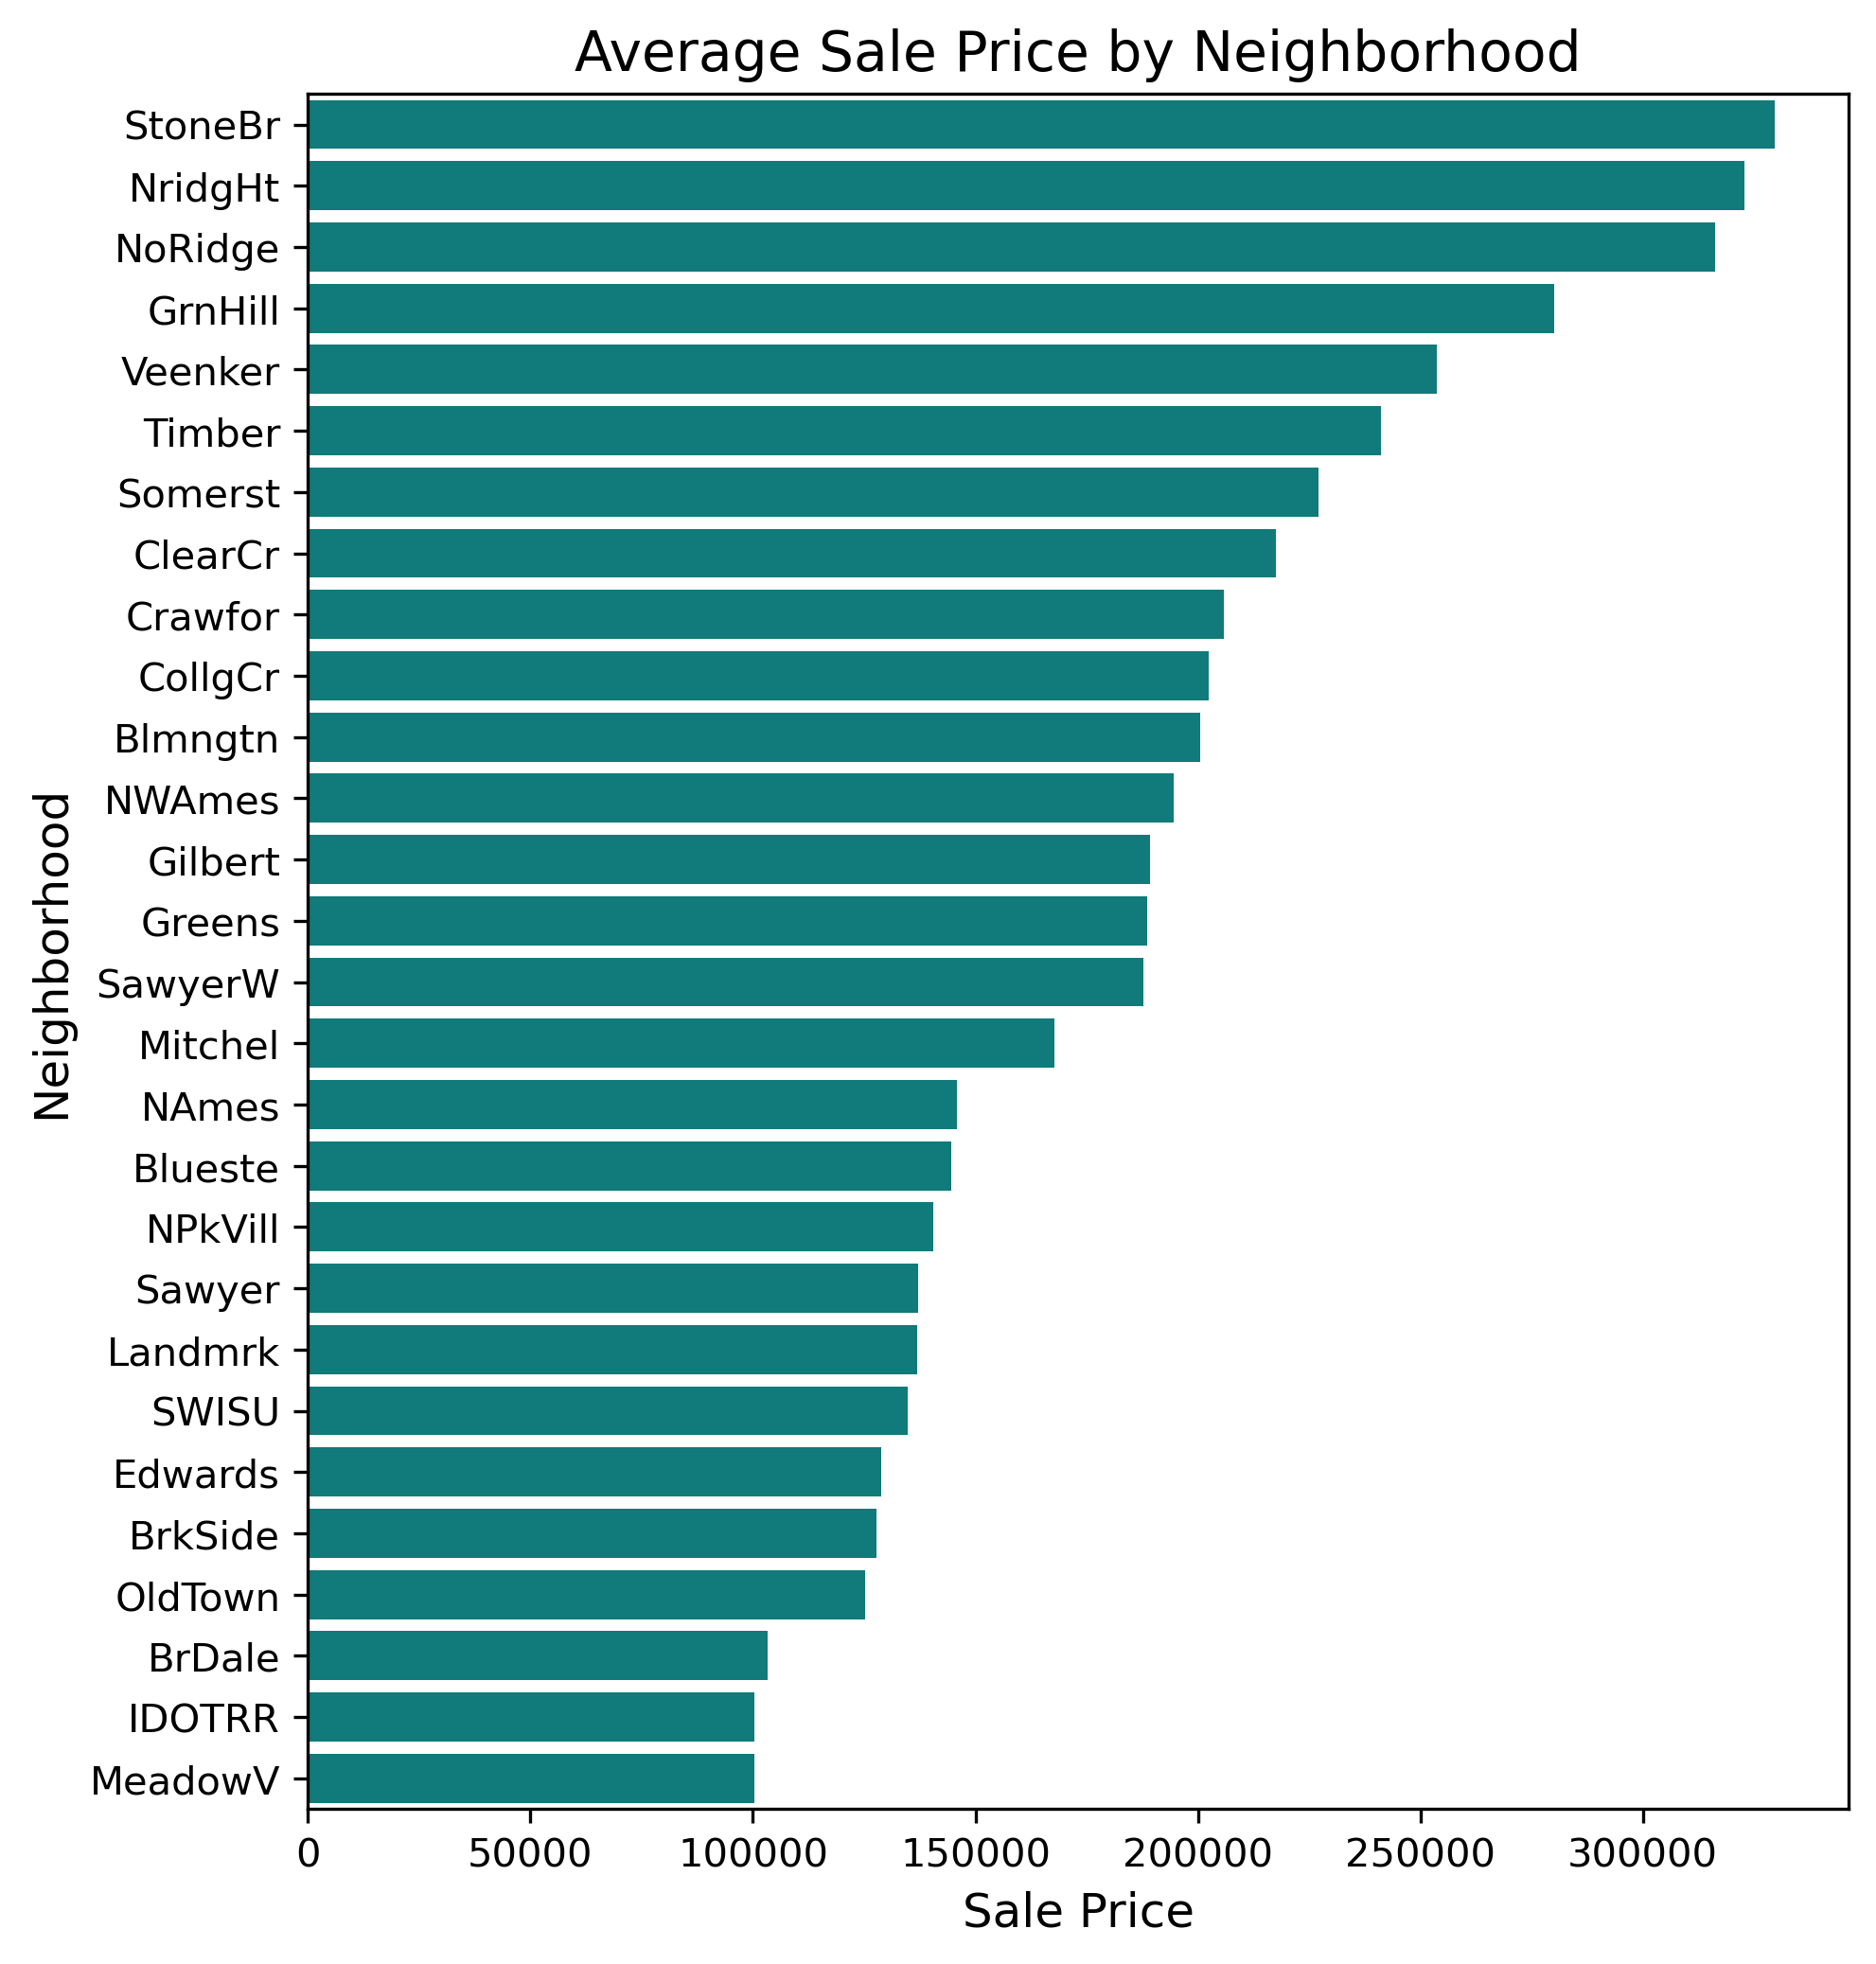 Average Sale Price by Neighborhood
Neighborhood
StoneBr
NridgHt
NoRidge
GrnHill
Veenker
Timber
Somerst
ClearCr
Crawfor
CollgCr
Blmngtn
NWAmes
Gilbert
Greens
SawyerW
Mitchel
NAmes
Blueste
NPkVill
Sawyer
Landmrk
SWISU
Edwards
BrkSide
OldTown
BrDale
IDOTRR
MeadowV
0 50000 100000 150000 200000 250000 300000
Sale Price